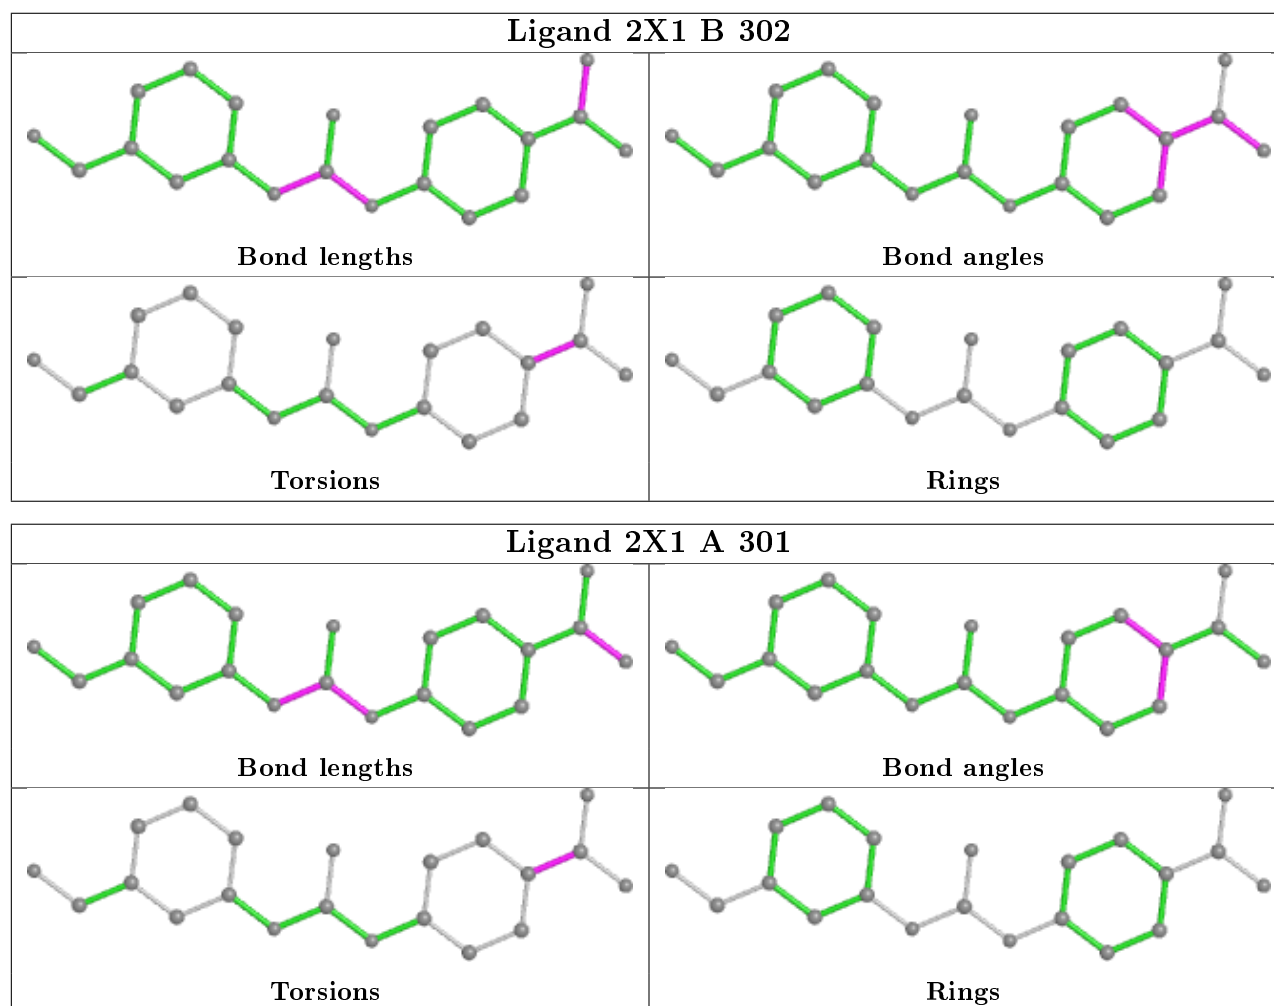 Ligand 2X1 B 302
Bond lengths
Bond angles
Torsions
Rings
Ligand 2X1 A 301
Bond lengths
Bond angles
Torsions
Rings